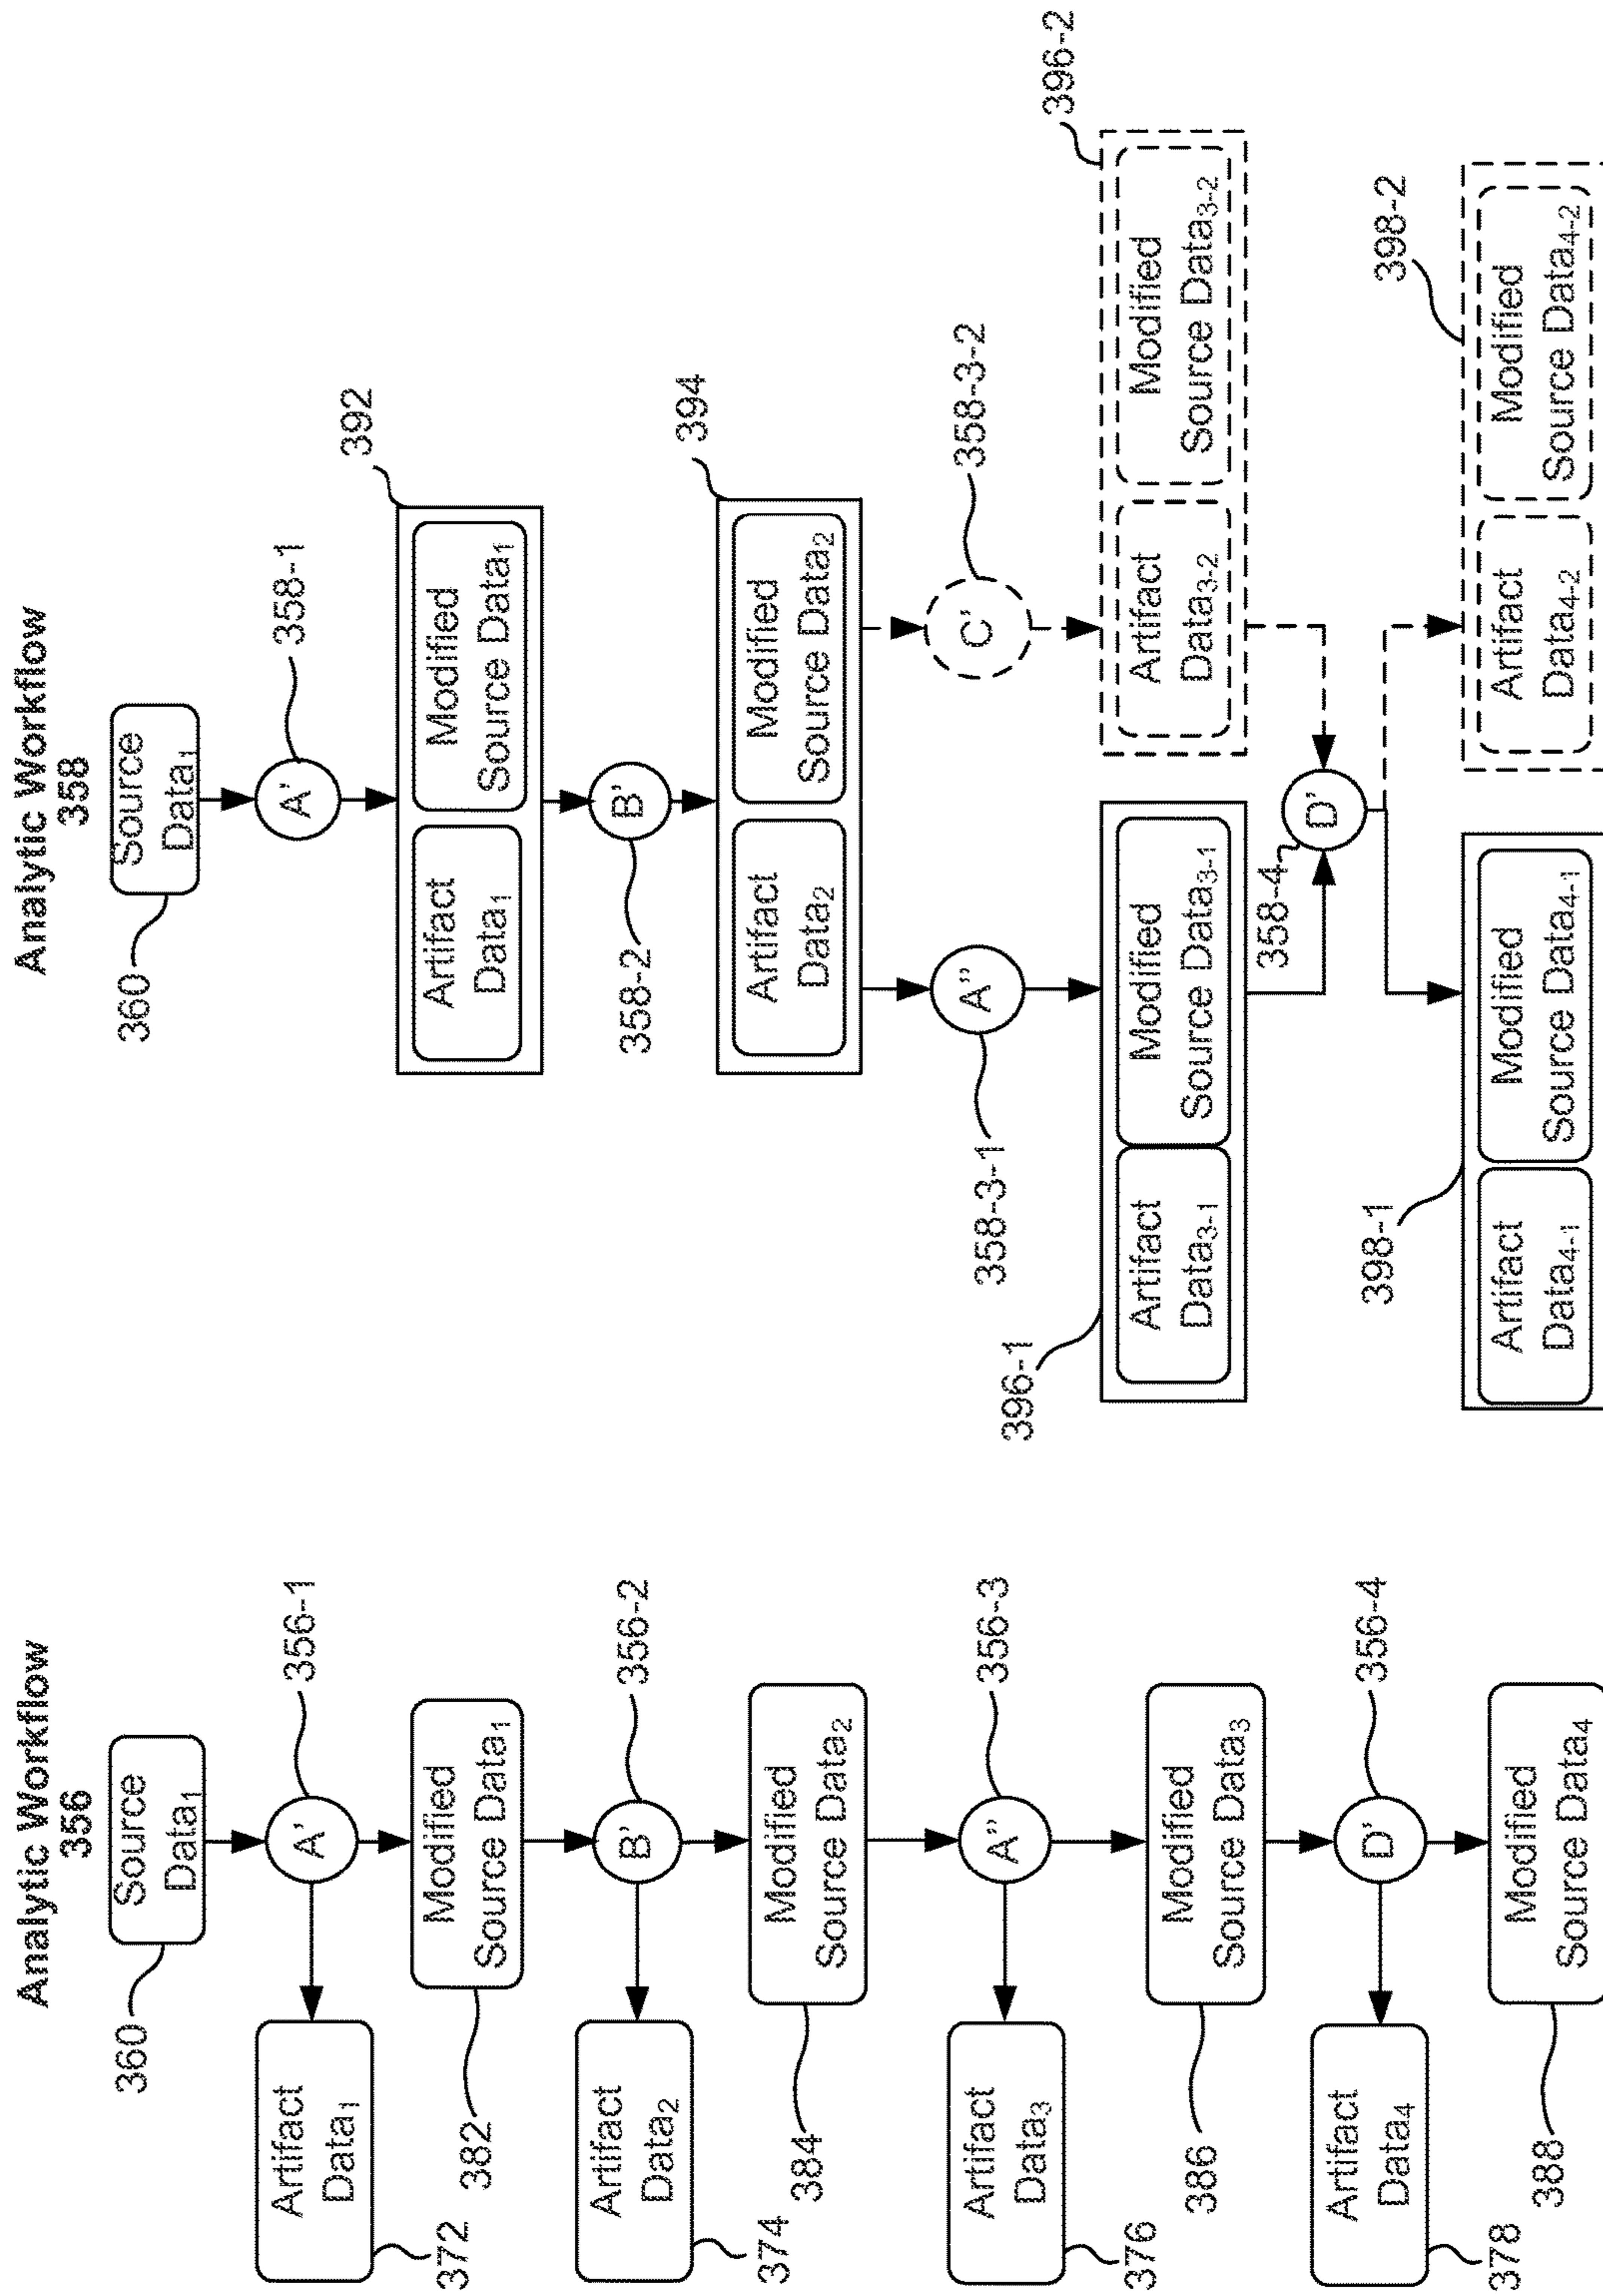 Analytic Workflow
356
Source
Data₁
360
A'
356-1
Artifact
Data₁
372
Modified
Source Data₁
382
B'
356-2
Artifact
Data₂
374
Modified
Source Data₂
384
A"
356-3
Artifact
Data₃
376
Modified
Source Data₃
386
D'
356-4
Artifact
Data₄
378
Modified
Source Data₄
388
Analytic Workflow
358
Source
Data₁
360
A'
358-1
392
Artifact
Data₁
Modified
Source Data₁
B'
358-2
394
Artifact
Data₂
Modified
Source Data₂
A"
358-3-1
C'
358-3-2
396-1
Artifact
Data₃₋₁
Modified
Source Data₃₋₁
396-2
Artifact
Data₃₋₂
Modified
Source Data₃₋₂
358-4
D'
398-1
Artifact
Data₄₋₁
Modified
Source Data₄₋₁
398-2
Artifact
Data₄₋₂
Modified
Source Data₄₋₂